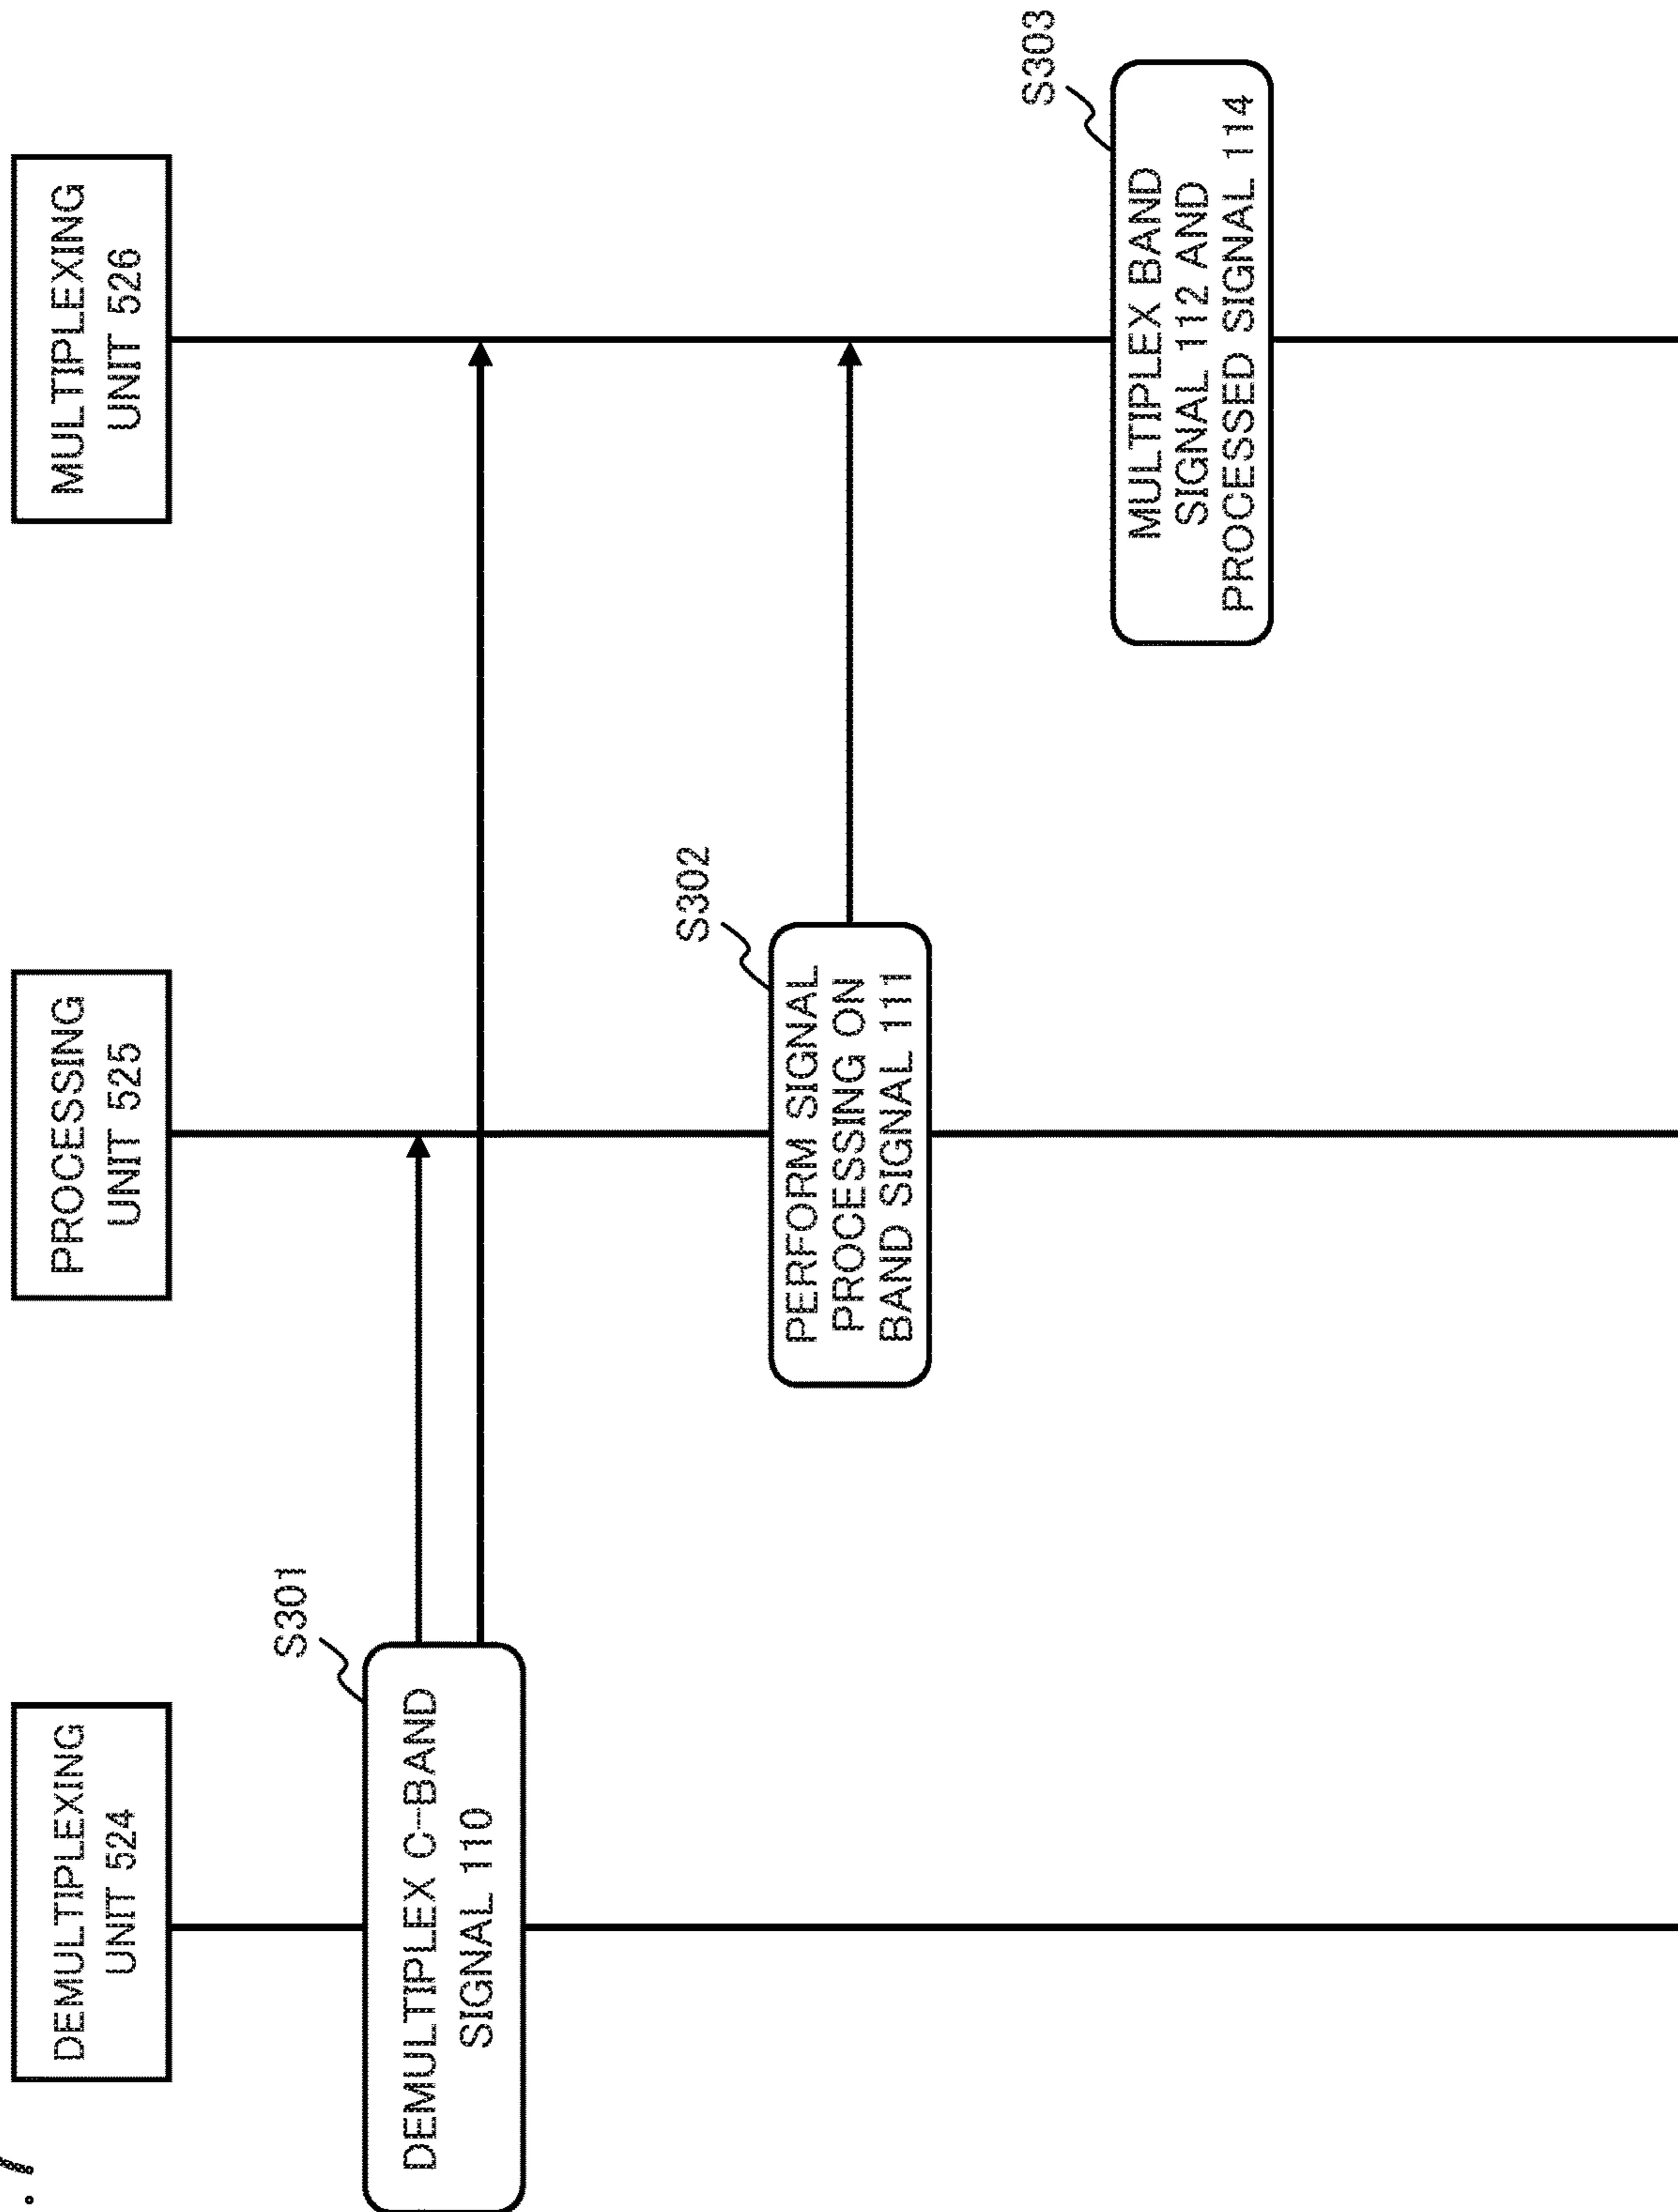 DEMULTIPLEXING
UNIT 524
PROCESSING
UNIT 525
MULTIPLEXING
UNIT 526
S301
DEMULTIPLEX C-BAND
SIGNAL 110
S302
PERFORM SIGNAL
PROCESSING ON
BAND SIGNAL 111
S303
MULTIPLEX BAND
SIGNAL 112 AND
PROCESSED SIGNAL 114